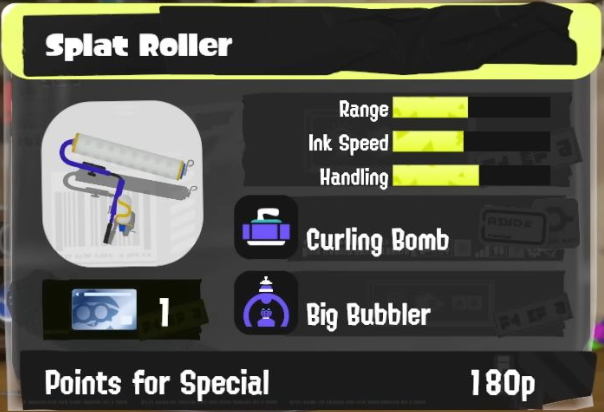 Splat Roller
Range
Ink Speed
Handling
Curling Bomb
1
Big Bubbler
Points for Special 180p